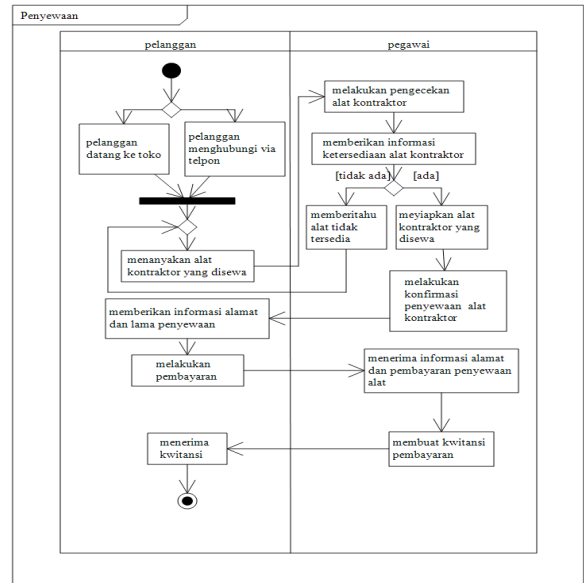 Penyewaan
pelanggan
pegawai
pelanggan
datang ke toko
pelanggan
menghubungi via
telpon
menanyakan alat
kontraktor yang disewa
melakukan pengecekan
alat kontraktor
memberikan informasi
ketersediaan alat kontraktor
[tidak ada]
[ada]
memberitahu
alat tidak
tersedia
meyiapkan alat
kontraktor yang
disewa
melakukan
konfirmasi
penyewaan alat
kontraktor
memberikan informasi alamat
dan lama penyewaan
melakukan
pembayaran
menerima informasi alamat
dan pembayaran penyewaan
alat
membuat kwitansi
pembayaran
menerima
kwitansi